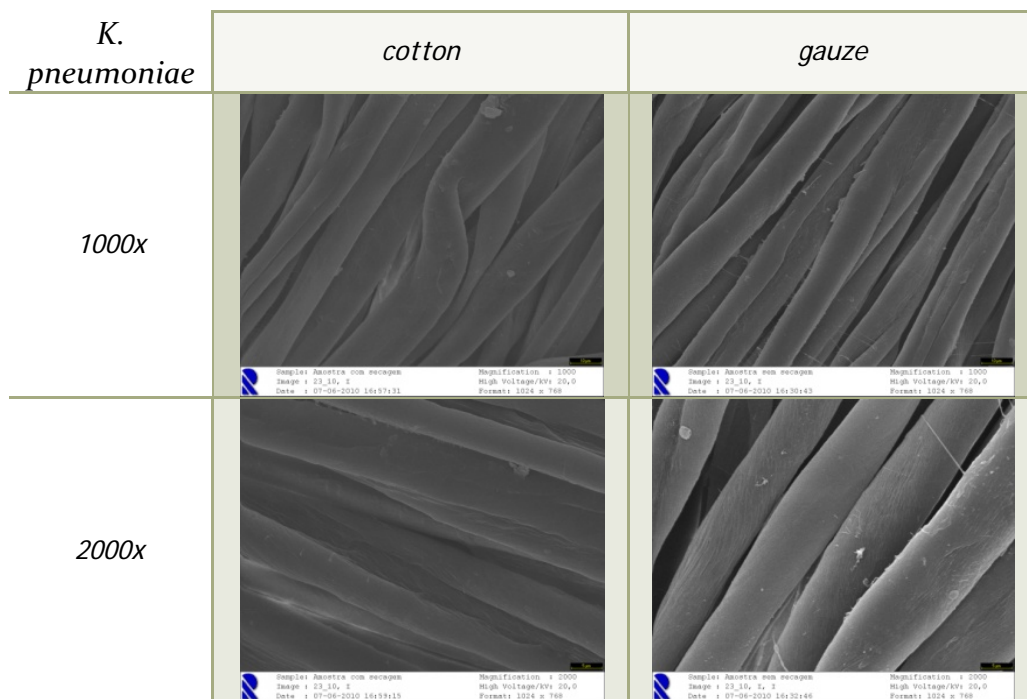 K.
pneumoniae
cotton
gauze
1000x
Sample: Amostra com secagem
Magnification : 1000
Image : 23_10, I
High Voltage/kV: 20,0
Date : 07-06-2010 16:57:31
Format: 1024 x 768
Sample: Amostra sem secagem
Magnification : 1000
Image : 23_10, I
High Voltage/kV: 20,0
Date : 07-06-2010 16:30:43
Format: 1024 x 768
2000x
Sample: Amostra com secagem
Magnification : 2000
Image : 23_10, I
High Voltage/kV: 20,0
Date : 07-06-2010 16:59:15
Format: 1024 x 768
Sample: Amostra sem secagem
Magnification : 2000
Image : 23_10, I
High Voltage/kV: 20,0
Date : 07-06-2010 16:32:46
Format: 1024 x 768